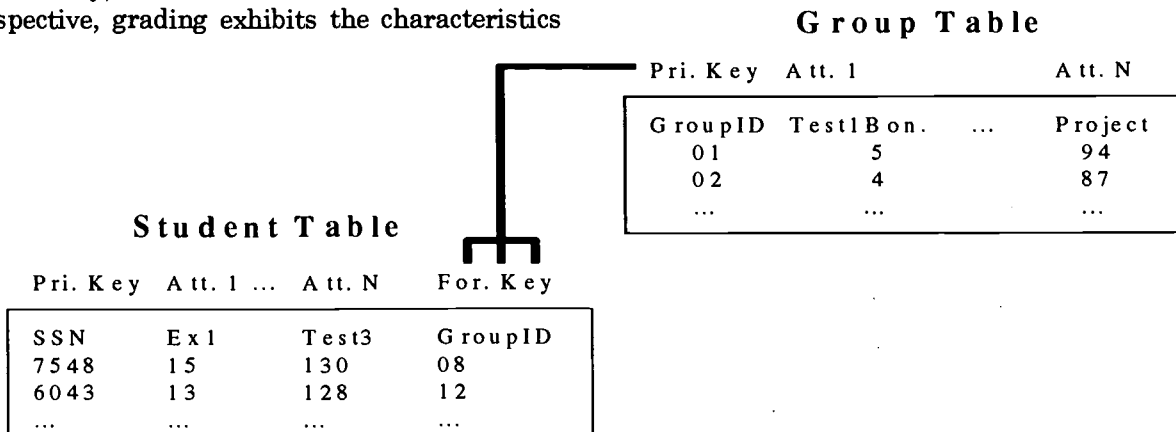 spective, grading exhibits the characteristics
Group Table
Pri. Key Att. 1 Att. N
GroupID Test1Bon. ... Project
01 5 94
02 4 87
... ... ...
Student Table
Pri. Key Att. 1 ... Att. N For. Key
SSN Ex1 Test3 GroupID
7548 15 130 08
6043 13 128 12
... ... ... ...